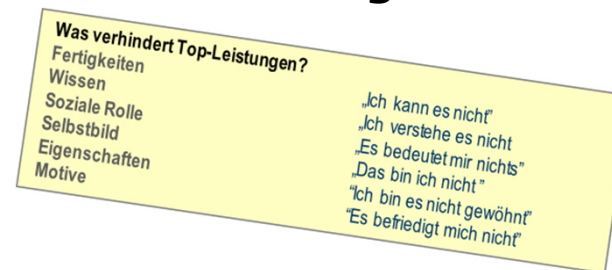 Was verhindert Top-Leistungen?
Fertigkeiten „Ich kann es nicht”
Wissen „Ich verstehe es nicht
Soziale Rolle „Es bedeutet mir nichts”
Selbstbild „Das bin ich nicht ”
Eigenschaften “Ich bin es nicht gewöhnt”
Motive “Es befriedigt mich nicht”